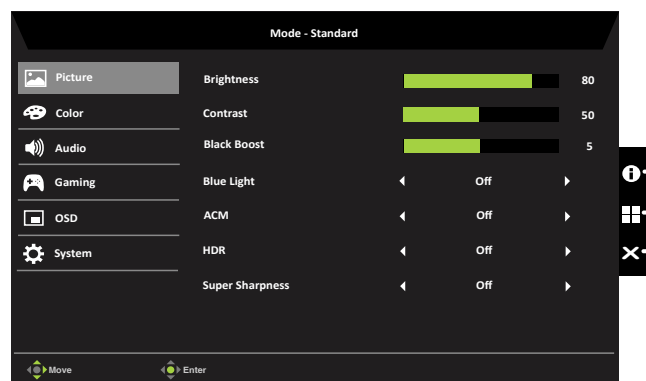 Mode - Standard
Picture
Color
Audio
Gaming
OSD
System
Brightness 80
Contrast 50
Black Boost 5
Blue Light Off
ACM Off
HDR Off
Super Sharpness Off
Move Enter